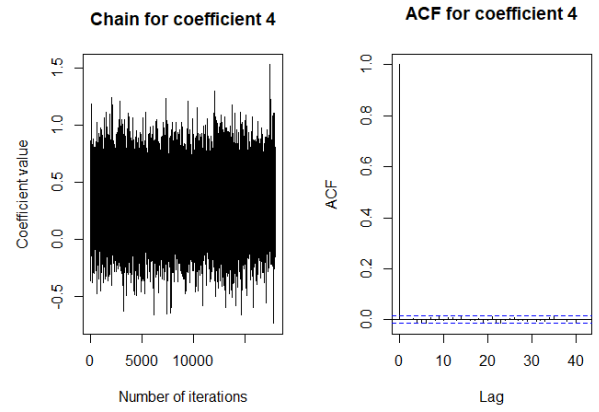 Chain for coefficient 4
Coefficient value
1.5
1.0
0.5
0.0
-0.5
0 5000 10000
Number of iterations
ACF for coefficient 4
ACF
1.0
0.8
0.6
0.4
0.2
0.0
0 10 20 30 40
Lag